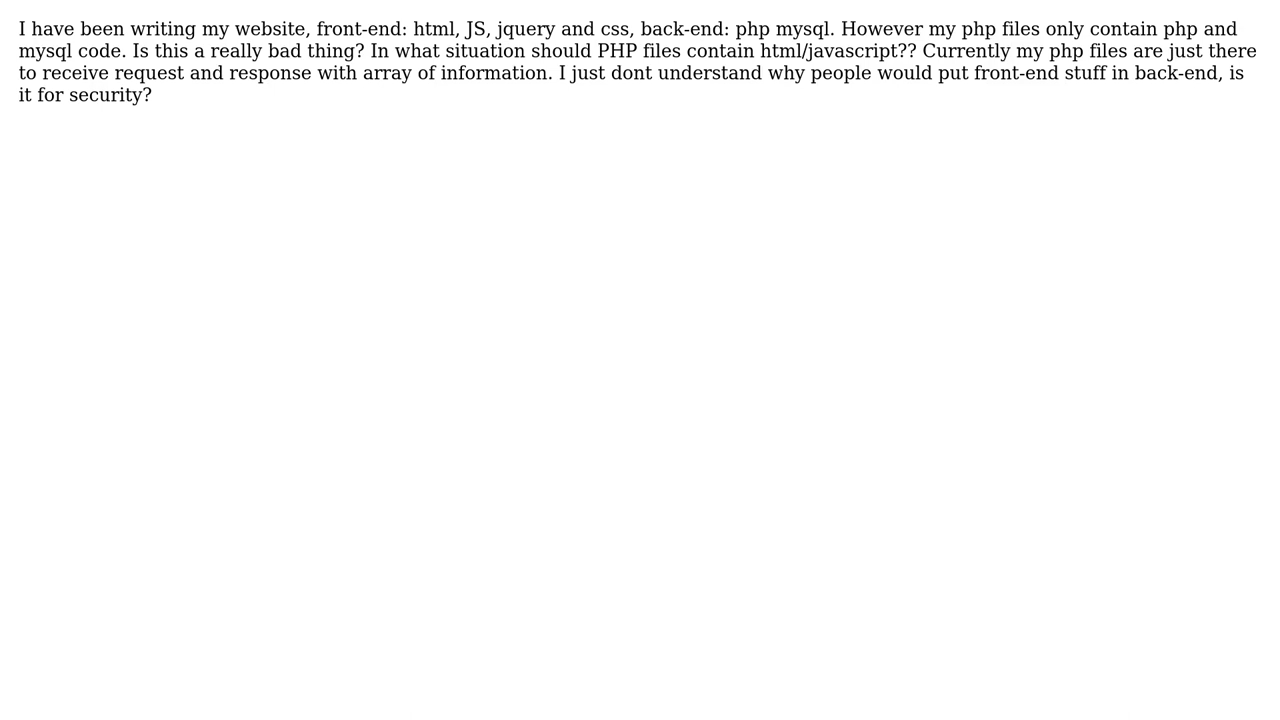 I have been writing my website, front-end: html, JS, jquery and css, back-end: php mysql. However my php files only contain php and
mysql code. Is this a really bad thing? In what situation should PHP files contain html/javascript?? Currently my php files are just there
to receive request and response with array of information. I just dont understand why people would put front-end stuff in back-end, is
it for security?